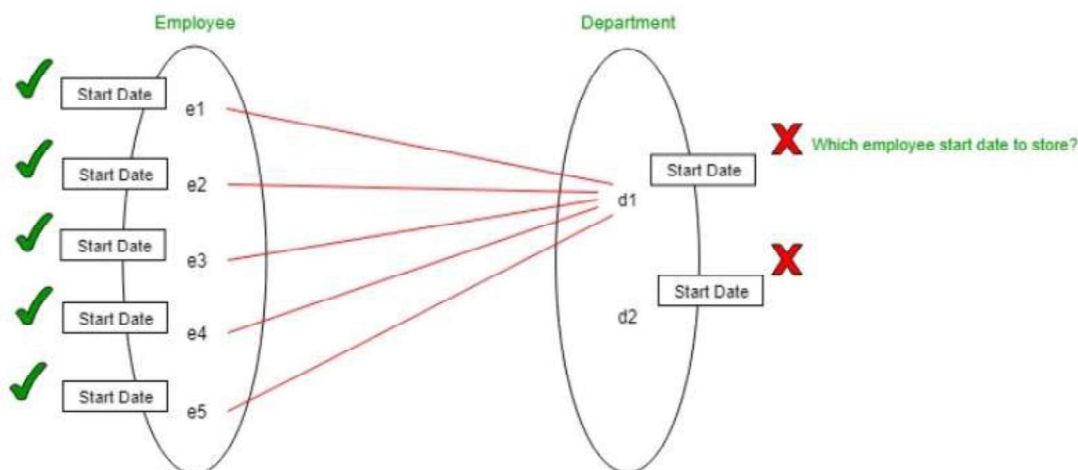 Employee
Department
Start Date
e1
Which employee start date to store?
Start Date
e2
Start Date
d1
Start Date
e3
Start Date
Start Date
e4
d2
Start Date
e5